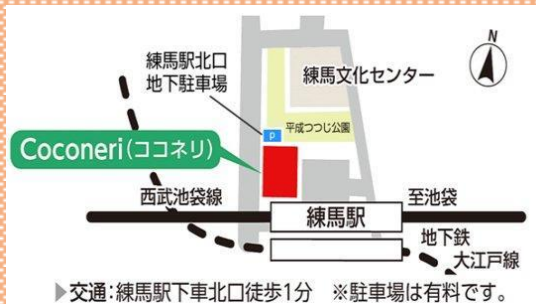 N
練馬駅北口
地下駐車場
練馬文化センター
P
平成つつじ公園
Coconeri(ココネリ)
西武池袋線
至池袋
練馬駅
地下鉄
大江戸線
▶交通:練馬駅下車北口徒歩1分 ※駐車場は有料です。